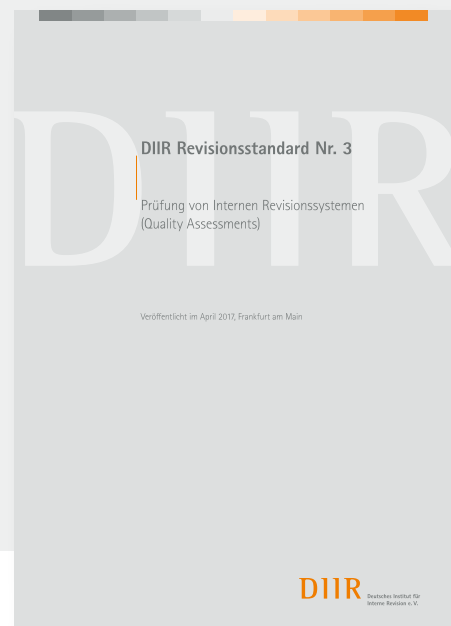 DIIR
DIIR Revisionsstandard Nr. 3
Prüfung von Internen Revisionssystemen
(Quality Assessments)
Veröffentlicht im April 2017, Frankfurt am Main
DIIR
Deutsches Institut für
Interne Revision e. V.